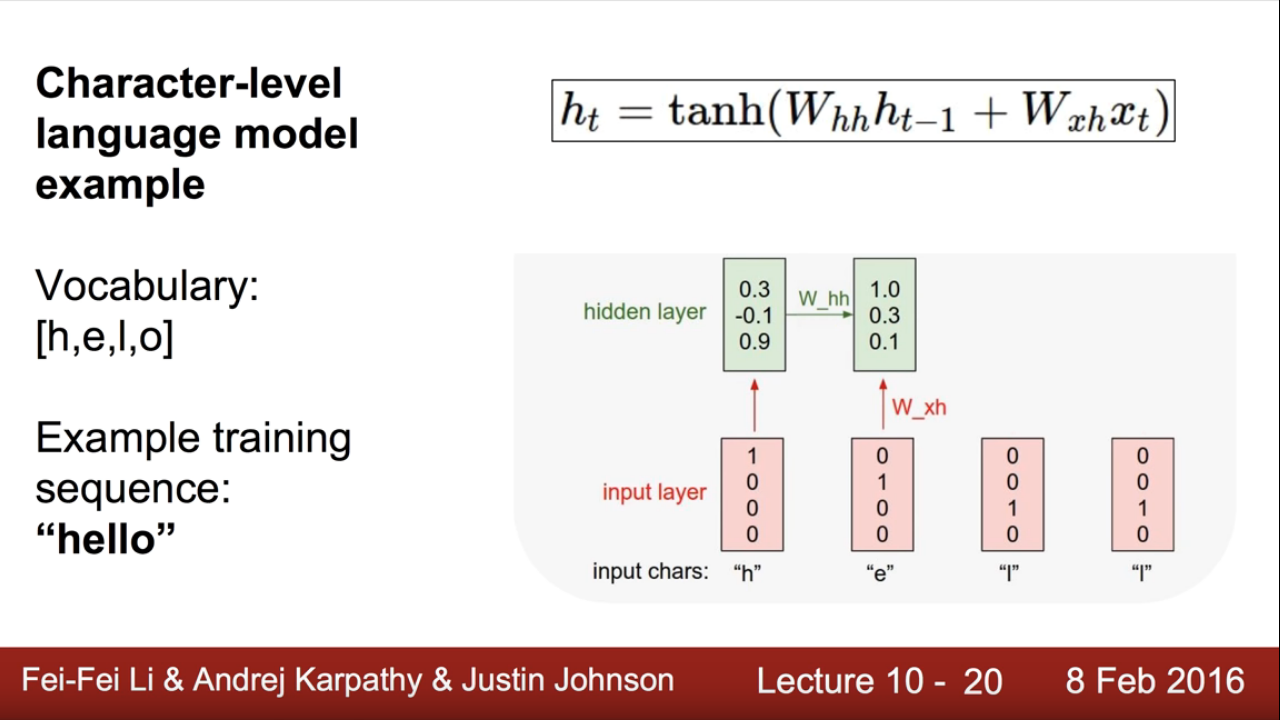 Character-level
language model
example
Vocabulary:
[h,e,l,o]
Example training
sequence:
“hello”
h_t = tanh(W_{hh}h_{t−1} + W_{xh}x_t)
hidden layer
0.3
-0.1
0.9
W_hh
1.0
0.3
0.1
W_xh
input layer
1
0
0
0
0
1
0
0
0
0
1
0
0
0
1
0
input chars: “h” “e” “l” “l”
Fei-Fei Li & Andrej Karpathy & Justin Johnson Lecture 10 - 20 8 Feb 2016